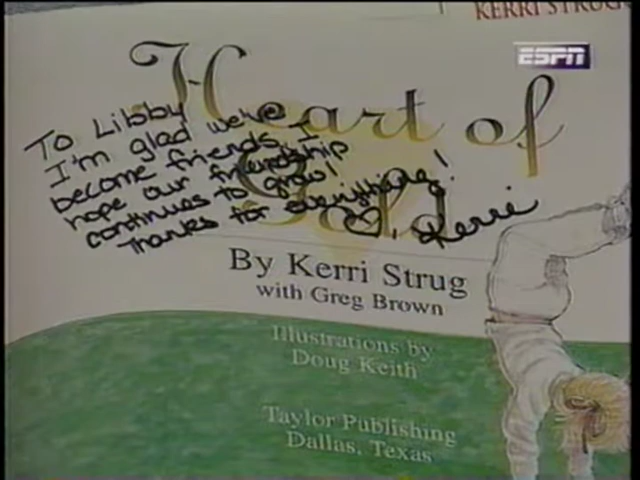 KERRI STRUG
ESPN
Heart of
Gold
To Libby
I'm glad we've
become friends, I
hope our friendship
continues to grow!
Thanks for everything!
♡, Kerri
By Kerri Strug
with Greg Brown
Illustrations by
Doug Keith
Taylor Publishing
Dallas, Texas